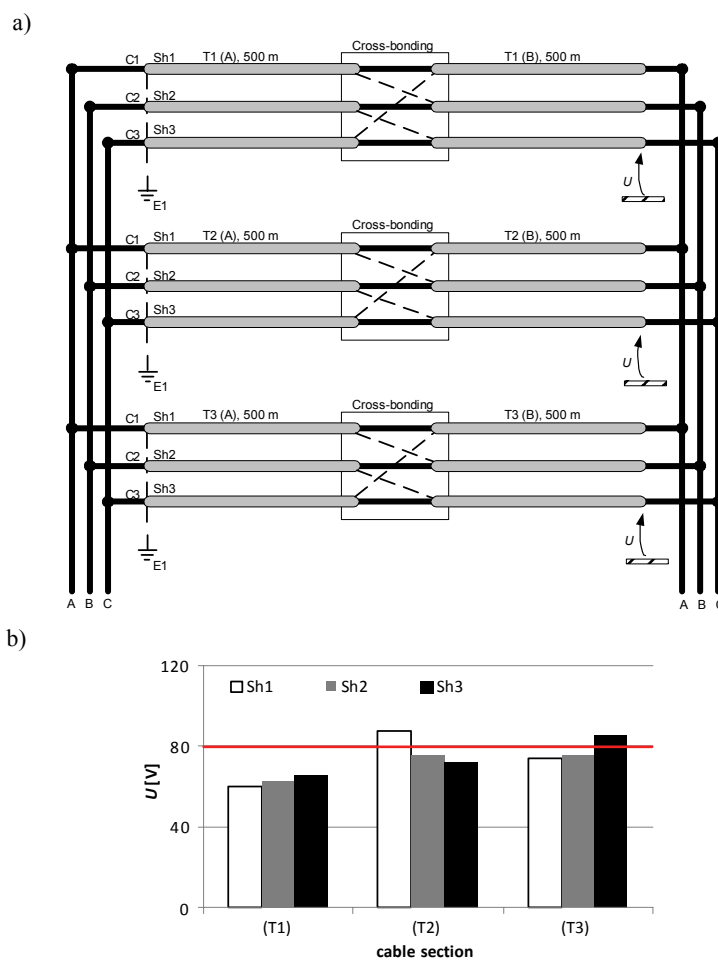 a)
Cross-bonding
C1 Sh1 T1 (A), 500 m T1 (B), 500 m
C2 Sh2
C3 Sh3
U
E1
Cross-bonding
C1 Sh1 T2 (A), 500 m T2 (B), 500 m
C2 Sh2
C3 Sh3
U
E1
Cross-bonding
C1 Sh1 T3 (A), 500 m T3 (B), 500 m
C2 Sh2
C3 Sh3
U
E1
A B C A B C
b)
120
Sh1 Sh2 Sh3
80
U [V]
40
0
(T1) (T2) (T3)
cable section